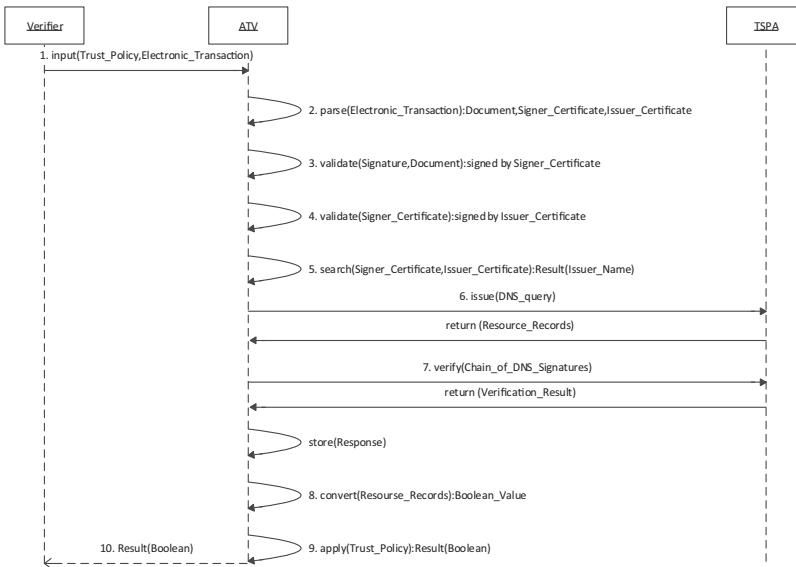 Verifier
ATV
TSPA
1. input(Trust_Policy,Electronic_Transaction)
2. parse(Electronic_Transaction):Document,Signer_Certificate,Issuer_Certificate
3. validate(Signature,Document):signed by Signer_Certificate
4. validate(Signer_Certificate):signed by Issuer_Certificate
5. search(Signer_Certificate,Issuer_Certificate):Result(Issuer_Name)
6. issue(DNS_query)
return (Resource_Records)
7. verify(Chain_of_DNS_Signatures)
return (Verification_Result)
store(Response)
8. convert(Resourse_Records):Boolean_Value
10. Result(Boolean)
9. apply(Trust_Policy):Result(Boolean)